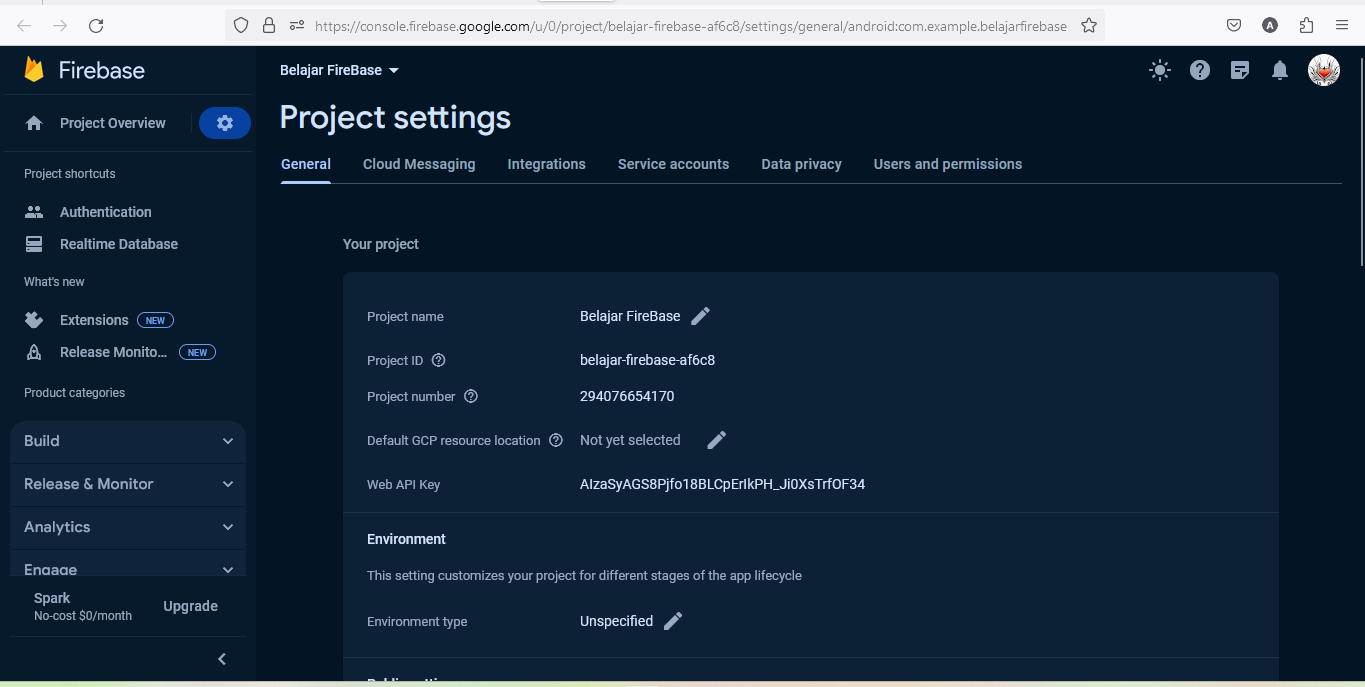 https://console.firebase.google.com/u/0/project/belajar-firebase-af6c8/settings/general/android:com.example.belajarfirebase
A
Firebase
Belajar FireBase
Project Overview
Project settings
General
Cloud Messaging
Integrations
Service accounts
Data privacy
Users and permissions
Project shortcuts
Authentication
Realtime Database
What's new
Extensions NEW
Release Monito... NEW
Product categories
Build
Release & Monitor
Analytics
Engage
Spark
No-cost $0/month
Upgrade
Your project
Project name Belajar FireBase
Project ID belajar-firebase-af6c8
Project number 294076654170
Default GCP resource location Not yet selected
Web API Key AIzaSyAGS8Pjfo18BLCpErIkPH_Ji0XsTrfOF34
Environment
This setting customizes your project for different stages of the app lifecycle
Environment type Unspecified